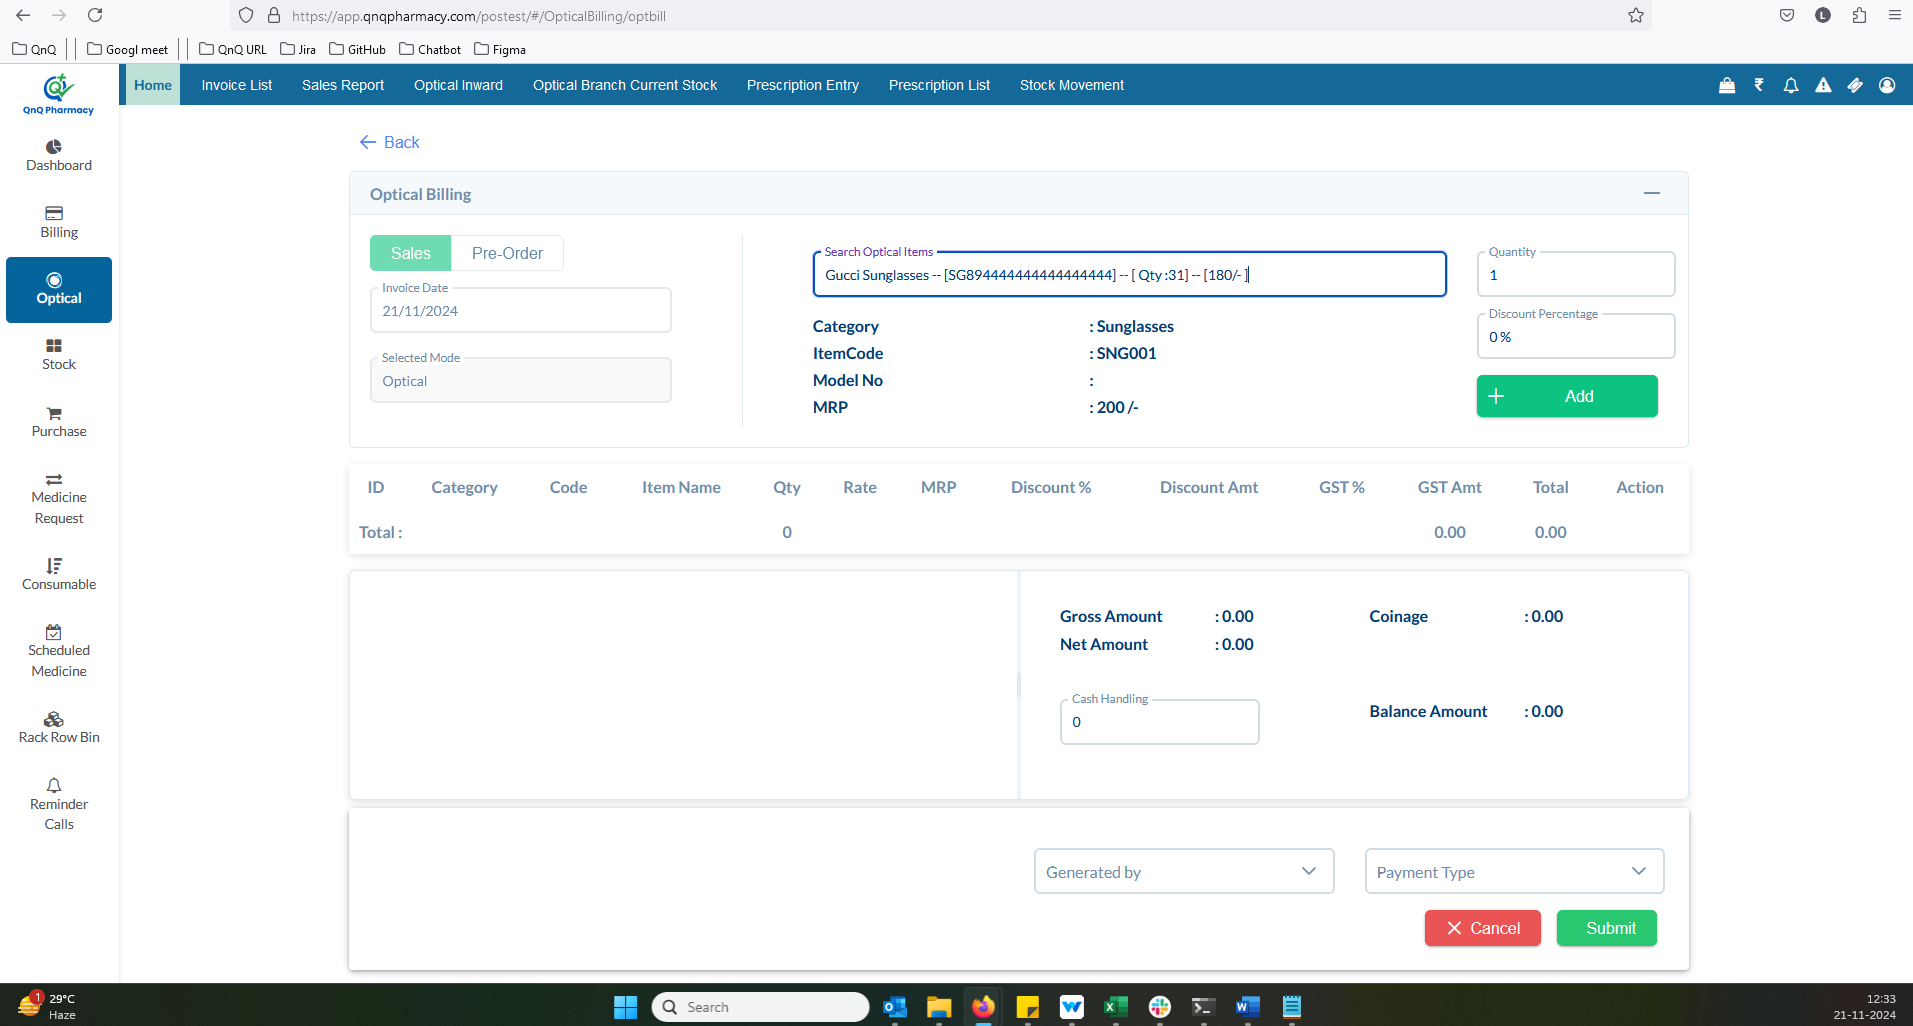 https://app.qnqpharmacy.com/postest/#/OpticalBilling/optbill
L
QnQ
Googl meet
QnQ URL
Jira
GitHub
Chatbot
Figma
QnQ Pharmacy
Home
Invoice List
Sales Report
Optical Inward
Optical Branch Current Stock
Prescription Entry
Prescription List
Stock Movement
Dashboard
Billing
Optical
Stock
Purchase
Medicine
Request
Consumable
Scheduled
Medicine
Rack Row Bin
Reminder
Calls
Back
Optical Billing
Sales
Pre-Order
Invoice Date
21/11/2024
Selected Mode
Optical
Search Optical Items
Gucci Sunglasses -- [SG894444444444444444] -- [ Qty :31] -- [180/- ]
Category : Sunglasses
ItemCode : SNG001
Model No :
MRP : 200 /-
Quantity
1
Discount Percentage
0 %
Add
ID Category Code Item Name Qty Rate MRP Discount % Discount Amt GST % GST Amt Total Action
Total : 0 0.00 0.00
Gross Amount : 0.00 Coinage : 0.00
Net Amount : 0.00
Cash Handling
0
Balance Amount : 0.00
Generated by
Payment Type
Cancel
Submit
1
29°C
Haze
Search
12:33
21-11-2024